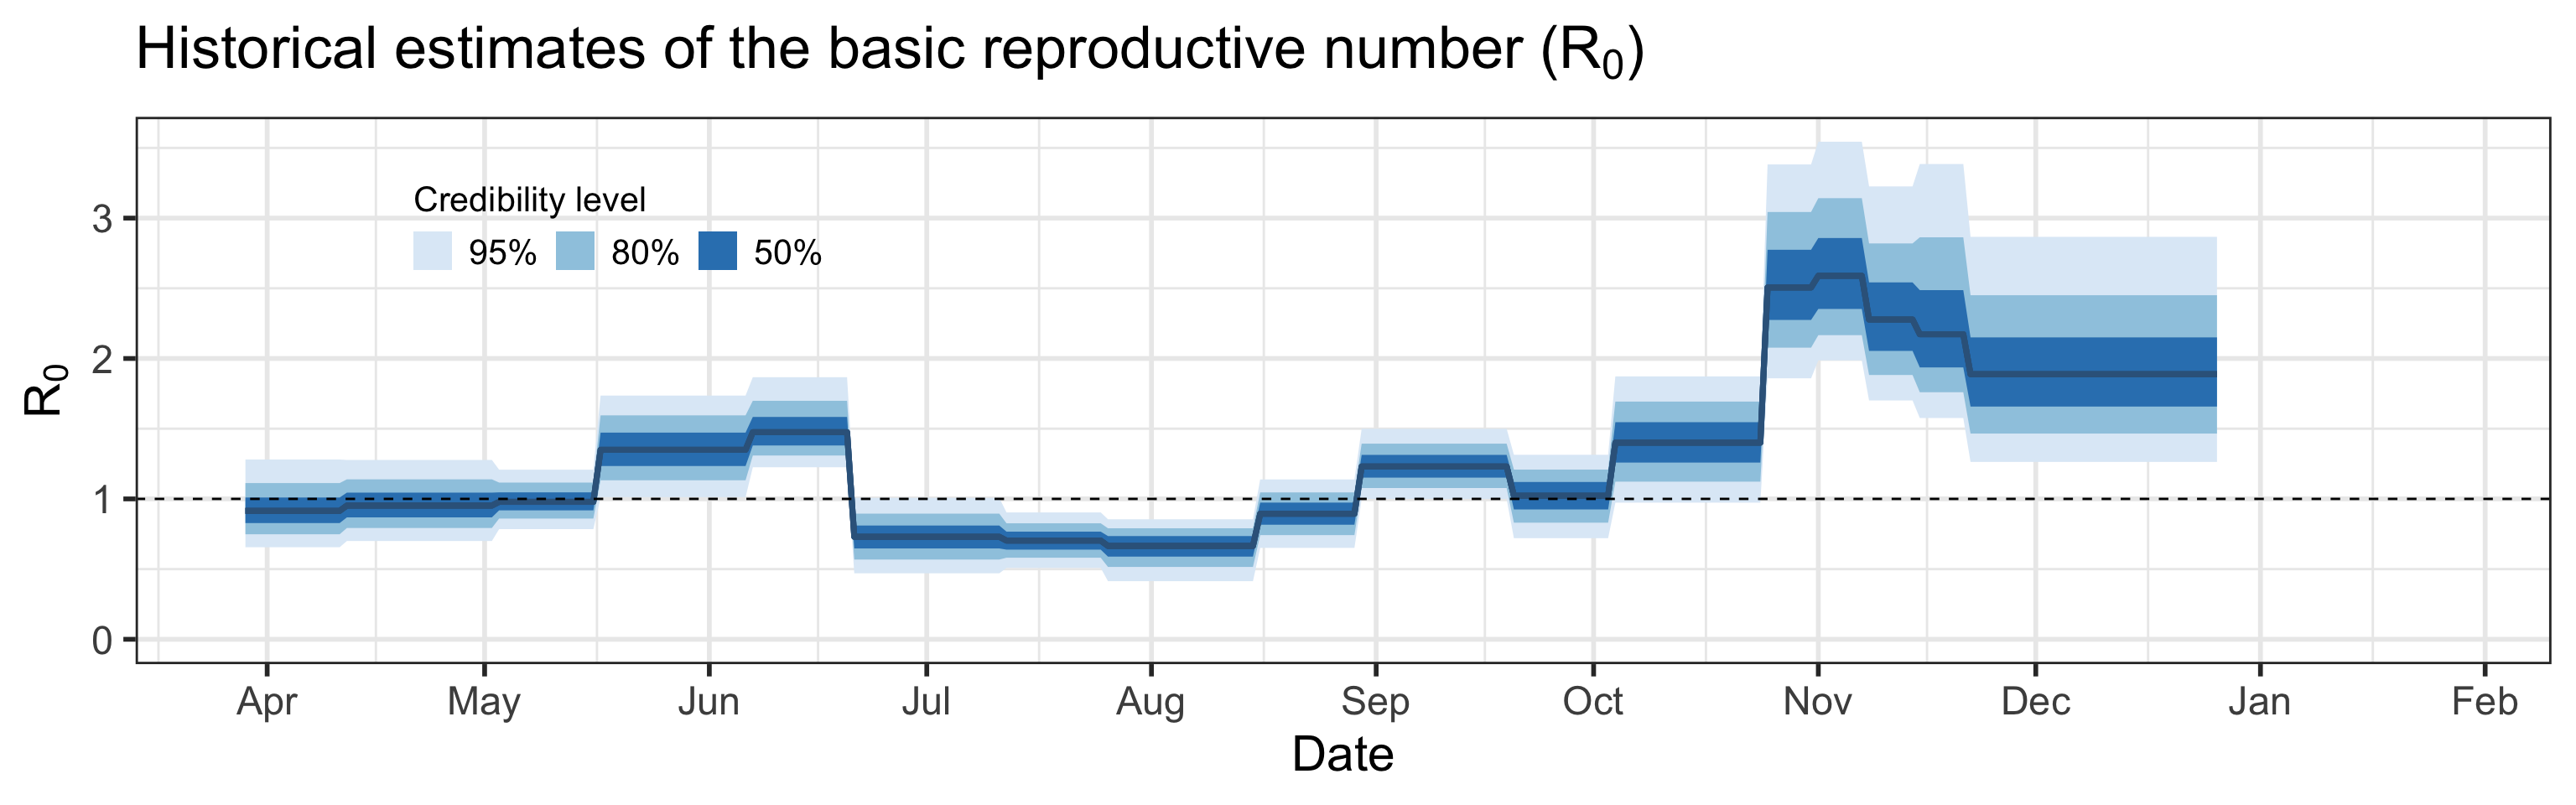 Historical estimates of the basic reproductive number (R₀)
Credibility level
95% 80% 50%
3
2
1
0
R₀
Apr May Jun Jul Aug Sep Oct Nov Dec Jan Feb
Date